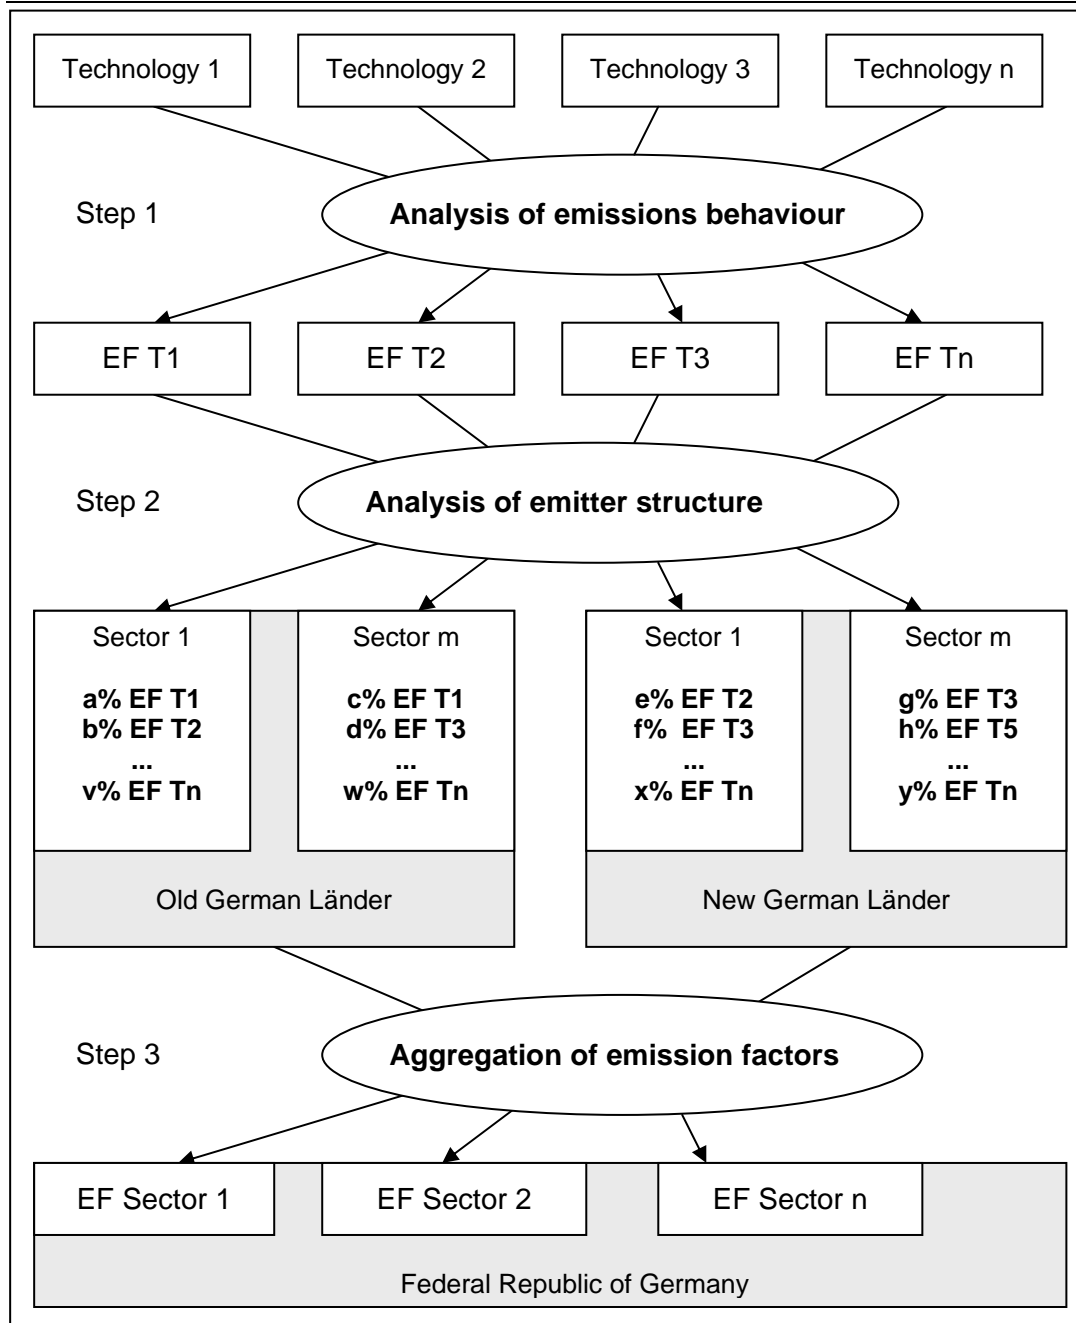 Technology 1
Technology 2
Technology 3
Technology n
Step 1
Analysis of emissions behaviour
EF T1
EF T2
EF T3
EF Tn
Step 2
Analysis of emitter structure
Sector 1
a% EF T1
b% EF T2
...
v% EF Tn
Sector m
c% EF T1
d% EF T3
...
w% EF Tn
Old German Länder
Sector 1
e% EF T2
f% EF T3
...
x% EF Tn
Sector m
g% EF T3
h% EF T5
...
y% EF Tn
New German Länder
Step 3
Aggregation of emission factors
EF Sector 1
EF Sector 2
EF Sector n
Federal Republic of Germany